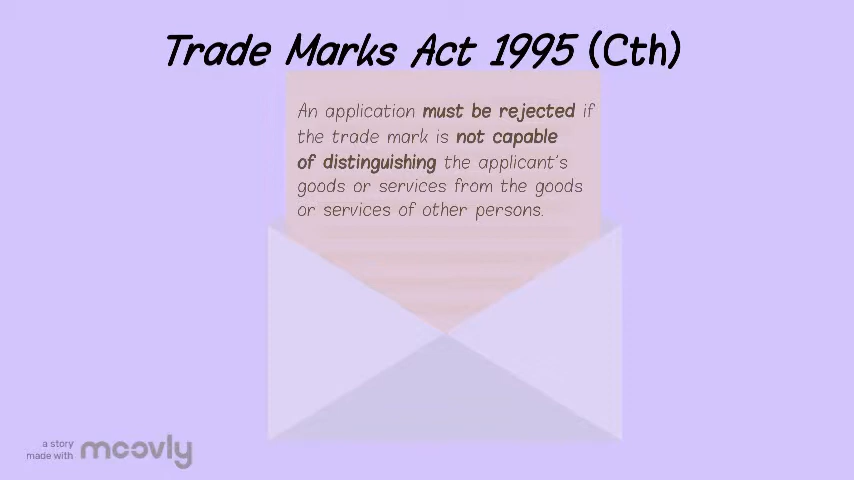 Trade Marks Act 1995 (Cth)
An application must be rejected if
the trade mark is not capable
of distinguishing the applicant's
goods or services from the goods
or services of other persons.
a story
made with moovly